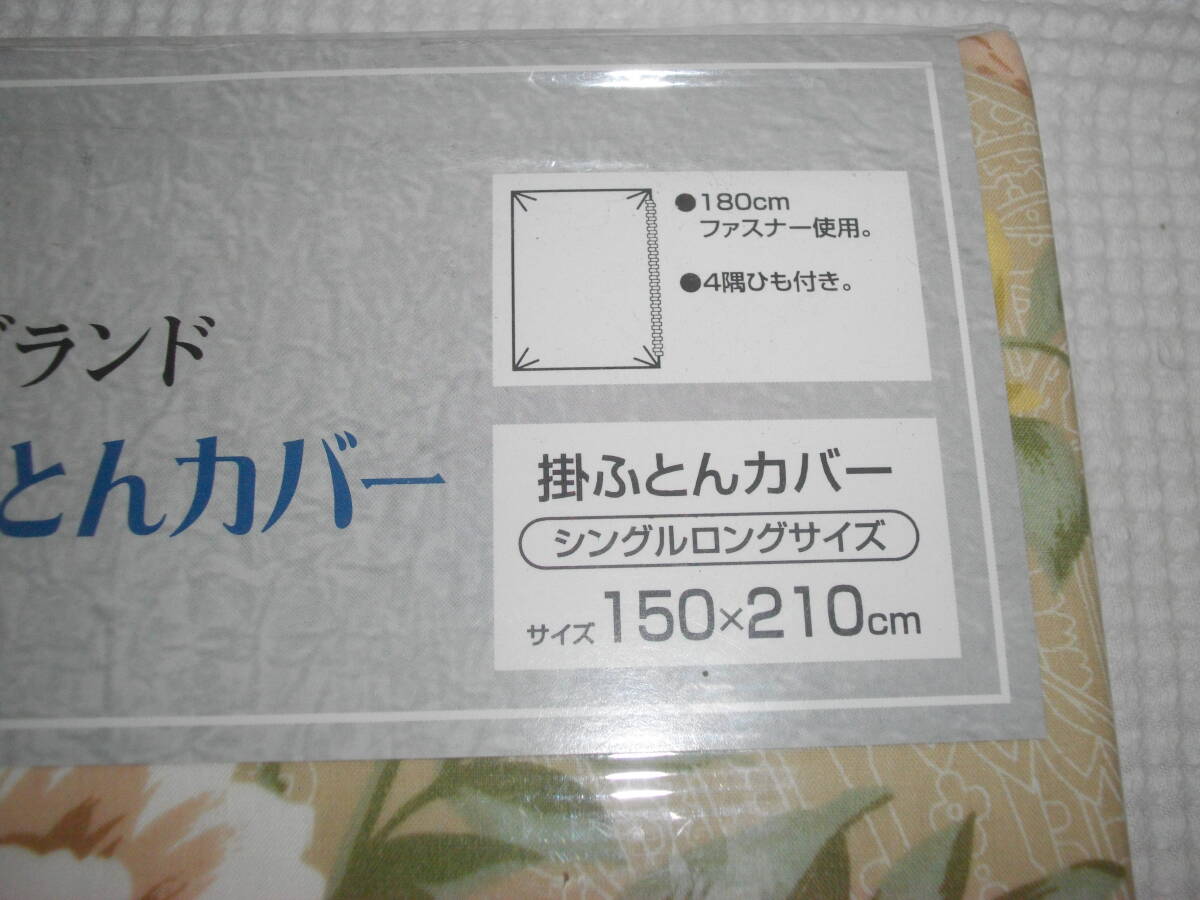 ●180cm
ファスナー使用。
●4隅ひも付き。
ブランド
とんカバー
掛ふとんカバー
シングルロングサイズ
サイズ 150×210cm